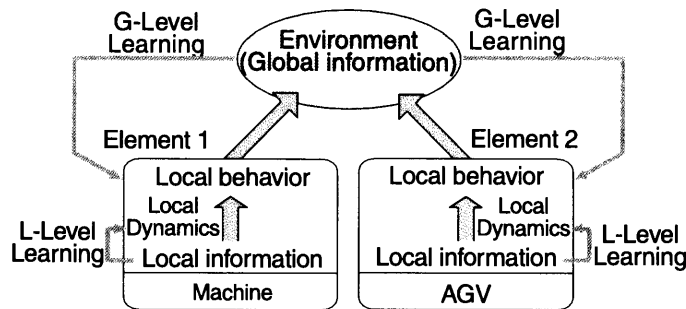 G-Level
Learning
Environment
(Global information)
G-Level
Learning
Element 1
Element 2
Local behavior
Local
Dynamics
Local information
Machine
L-Level
Learning
Local behavior
Local
Dynamics
Local information
AGV
L-Level
Learning